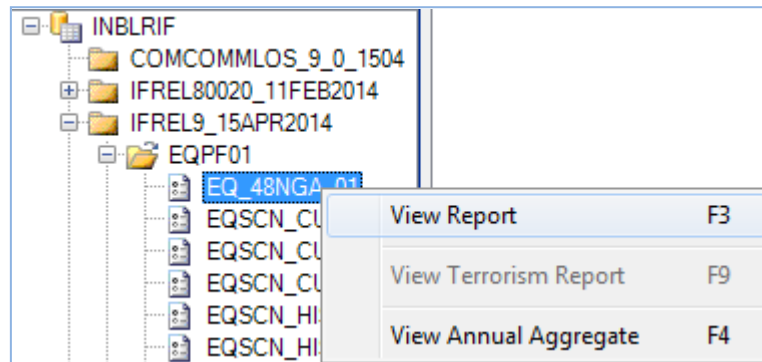 INBLRIF
COMCOMMLOS_9_0_1504
IFREL80020_11FEB2014
IFREL9_15APR2014
EQPF01
EQ_48NGA_01
EQSCN_CU
View Report F3
EQSCN_CU
EQSCN_CU
View Terrorism Report F9
EQSCN_HI
EQSCN_HI
View Annual Aggregate F4